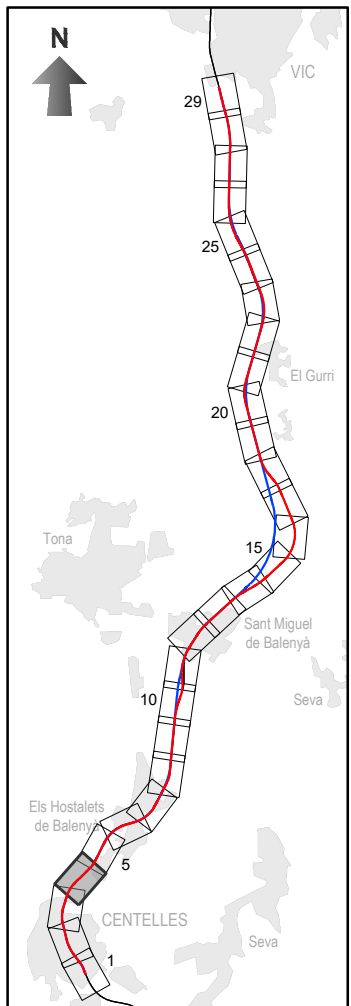 N
VIC
29
25
El Gurri
20
Tona
15
Sant Miguel
de Balenyà
Seva
10
Els Hostalets
de Balenyà
5
CENTELLES
Seva
1